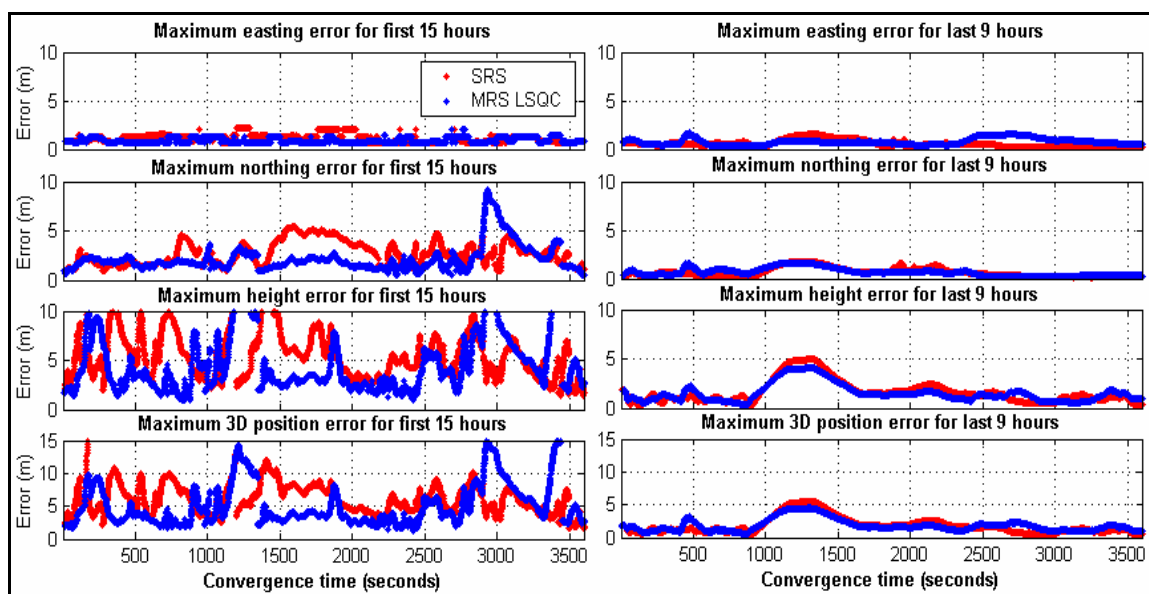 Maximum easting error for first 15 hours
Maximum easting error for last 9 hours
10
5
0
Error (m)
SRS
MRS LSQC
10
5
0
Maximum northing error for first 15 hours
Maximum northing error for last 9 hours
10
5
0
Error (m)
10
5
0
Maximum height error for first 15 hours
Maximum height error for last 9 hours
10
5
0
Error (m)
10
5
0
Maximum 3D position error for first 15 hours
Maximum 3D position error for last 9 hours
15
10
5
0
Error (m)
15
10
5
0
500 1000 1500 2000 2500 3000 3500
500 1000 1500 2000 2500 3000 3500
Convergence time (seconds)
Convergence time (seconds)